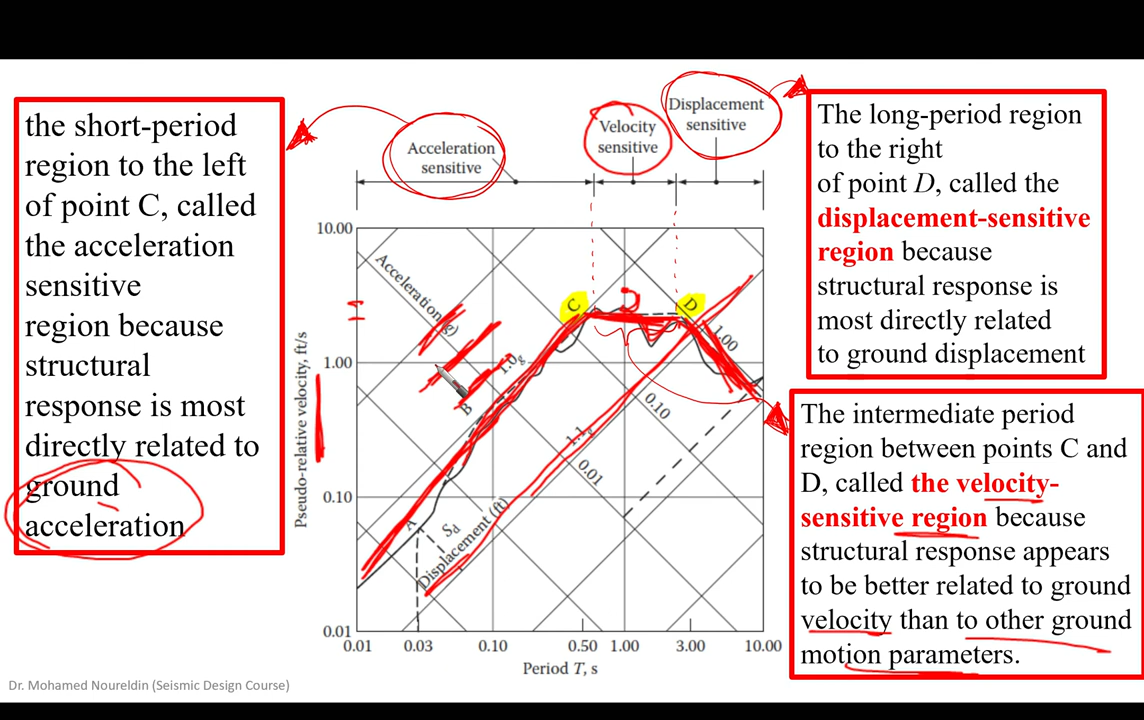 the short-period
region to the left
of point C, called
the acceleration
sensitive
region because
structural
response is most
directly related to
ground
acceleration
Acceleration
sensitive
Velocity
sensitive
Displacement
sensitive
10.00
1.00
0.10
0.01
Pseudo-relative velocity, ft/s
Acceleration (g)
1.0g
A
B
C
D
1.00
0.10
0.01
1.1g
Sd
Displacement (ft)
0.01
0.03
0.10
0.50
1.00
3.00
10.00
Period T, s
The long-period region
to the right
of point D, called the
displacement-sensitive
region because
structural response is
most directly related
to ground displacement
The intermediate period
region between points C and
D, called the velocity-
sensitive region because
structural response appears
to be better related to ground
velocity than to other ground
motion parameters.
Dr. Mohamed Noureldin (Seismic Design Course)